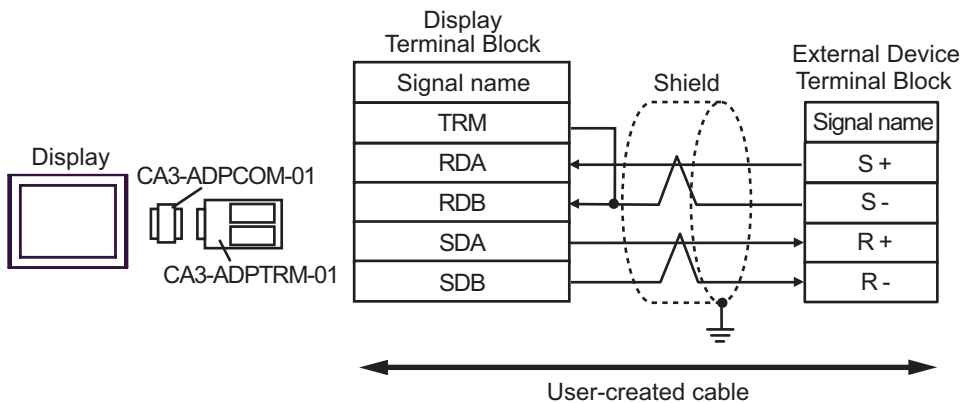 Display
Terminal Block
Signal name
TRM
RDA
RDB
SDA
SDB
Shield
External Device
Terminal Block
Signal name
S +
S -
R +
R -
Display
CA3-ADPCOM-01
CA3-ADPTRM-01
User-created cable